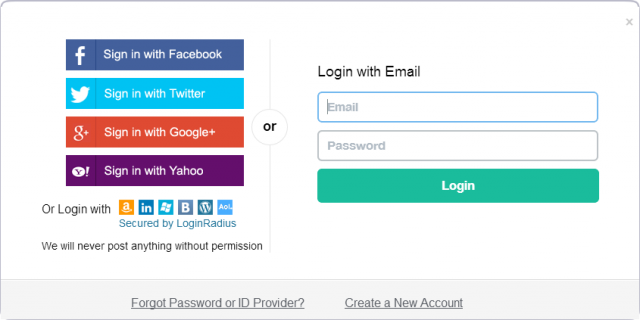 ×
Sign in with Facebook
Sign in with Twitter
Sign in with Google+
Sign in with Yahoo
Or Login with
Secured by LoginRadius
We will never post anything without permission
or
Login with Email
Email
Password
Login
Forgot Password or ID Provider?
Create a New Account